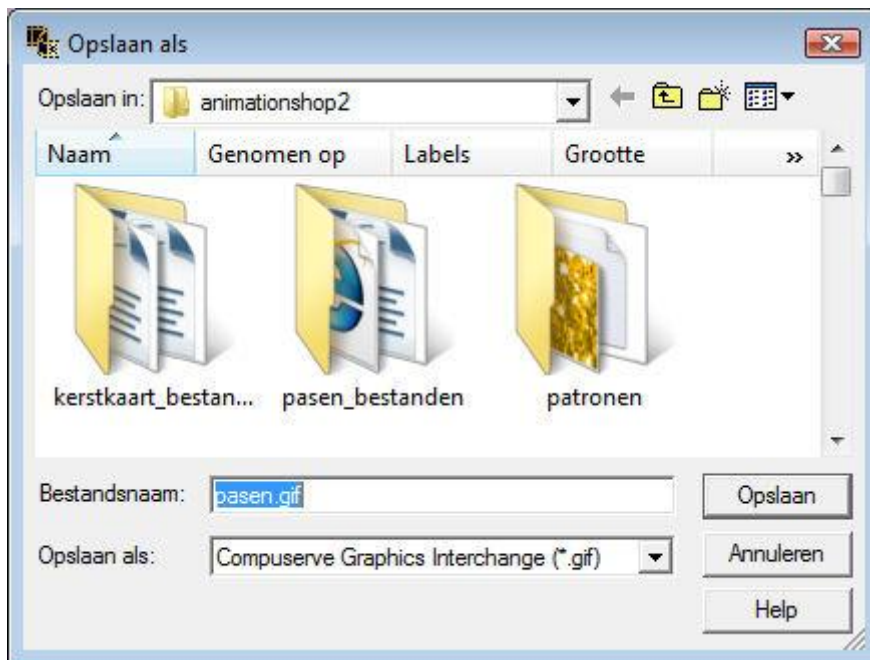 Opslaan als
Opslaan in: animationshop2
Naam Genomen op Labels Grootte »
kerstkaart_bestan... pasen_bestanden patronen
Bestandsnaam: pasen.gif Opslaan
Opslaan als: Compuserve Graphics Interchange (*.gif) Annuleren
Help